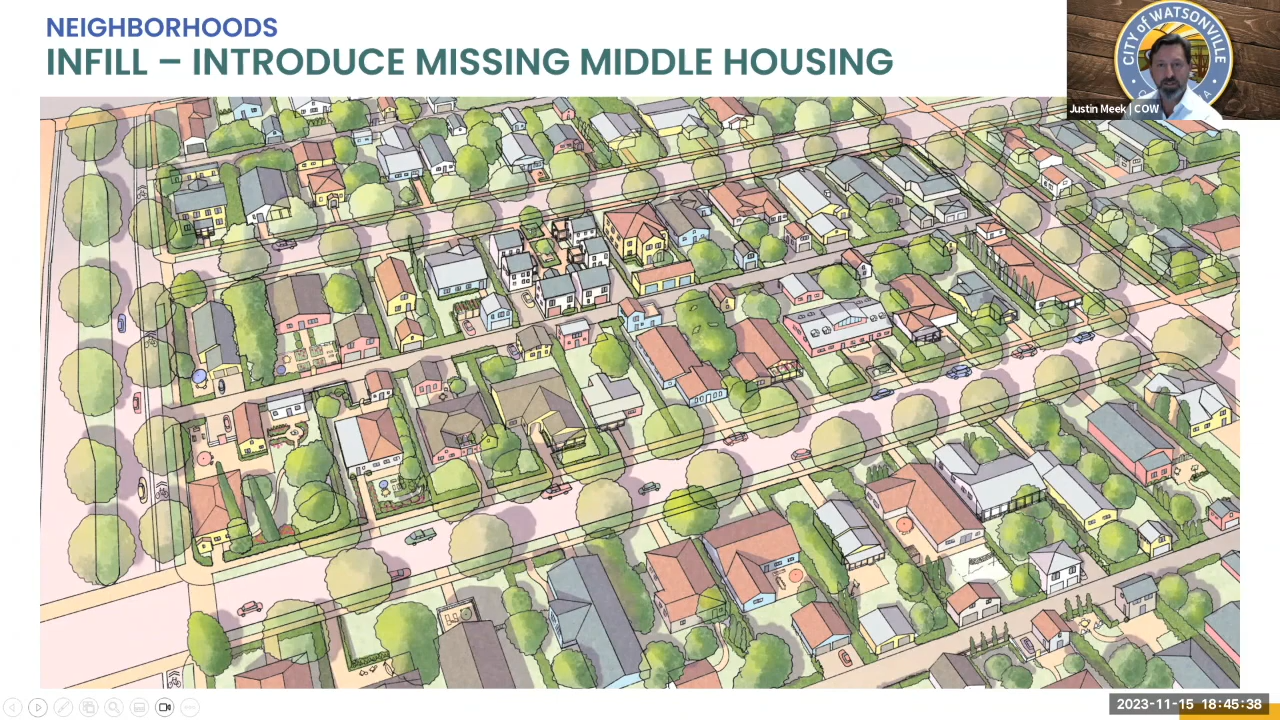 NEIGHBORHOODS
INFILL – INTRODUCE MISSING MIDDLE HOUSING
CITY of WATSONVILLE
Justin Meek | COW
2023-11-15 18:45:38